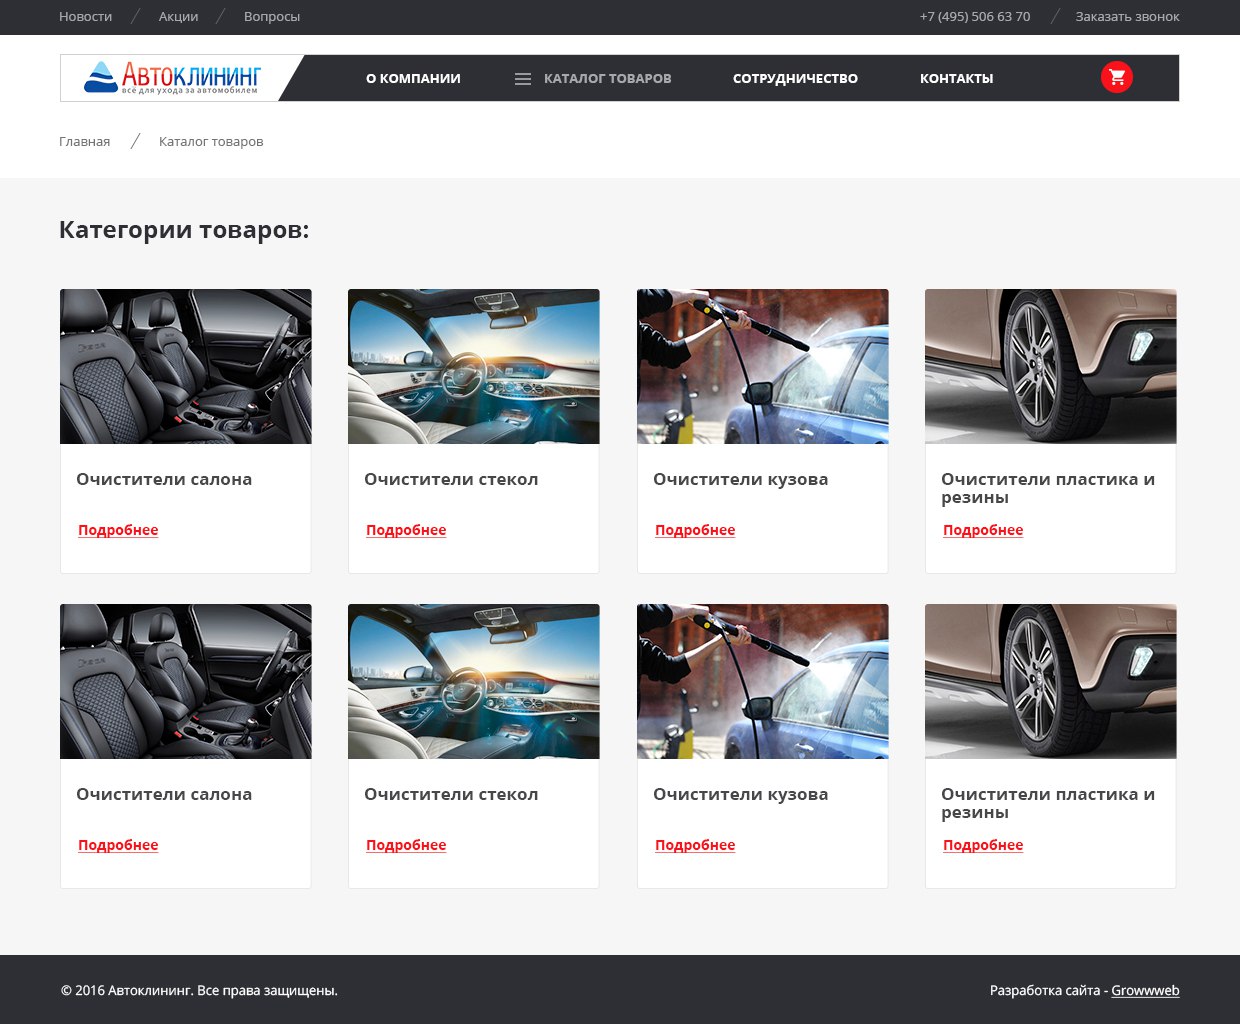 Новости / Акции / Вопросы +7 (495) 506 63 70 / Заказать звонок
Автоклининг
всё для ухода за автомобилем
О КОМПАНИИ КАТАЛОГ ТОВАРОВ СОТРУДНИЧЕСТВО КОНТАКТЫ
Главная / Каталог товаров
Категории товаров:
Очистители салона
Подробнее
Очистители стекол
Подробнее
Очистители кузова
Подробнее
Очистители пластика и
резины
Подробнее
Очистители салона
Подробнее
Очистители стекол
Подробнее
Очистители кузова
Подробнее
Очистители пластика и
резины
Подробнее
© 2016 Автоклининг. Все права защищены. Разработка сайта - Growwweb